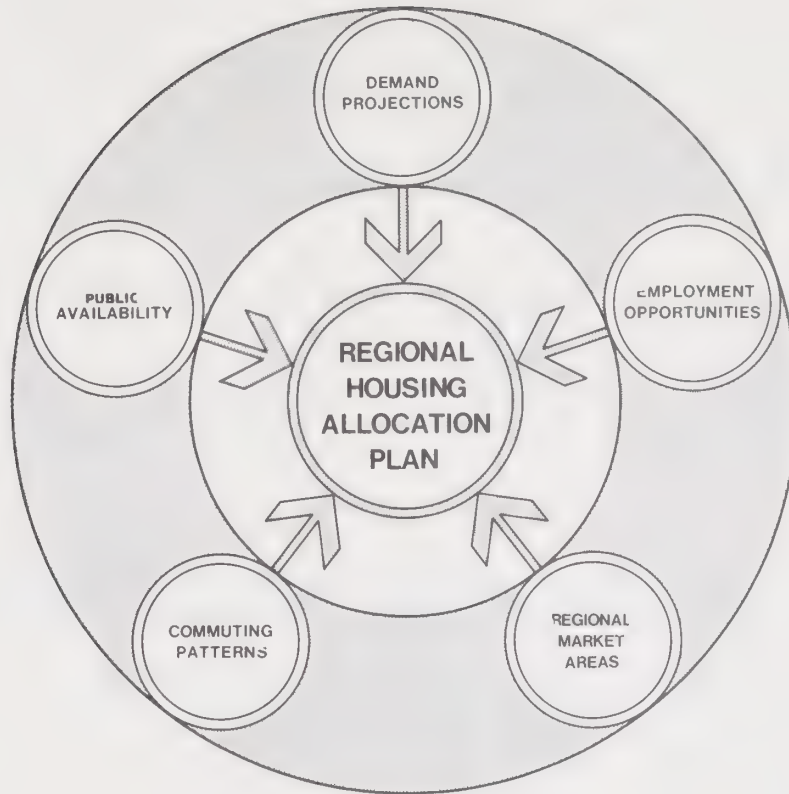 DEMAND
PROJECTIONS
PUBLIC
AVAILABILITY
EMPLOYMENT
OPPORTUNITIES
REGIONAL
HOUSING
ALLOCATION
PLAN
COMMUTING
PATTERNS
REGIONAL
MARKET
AREAS